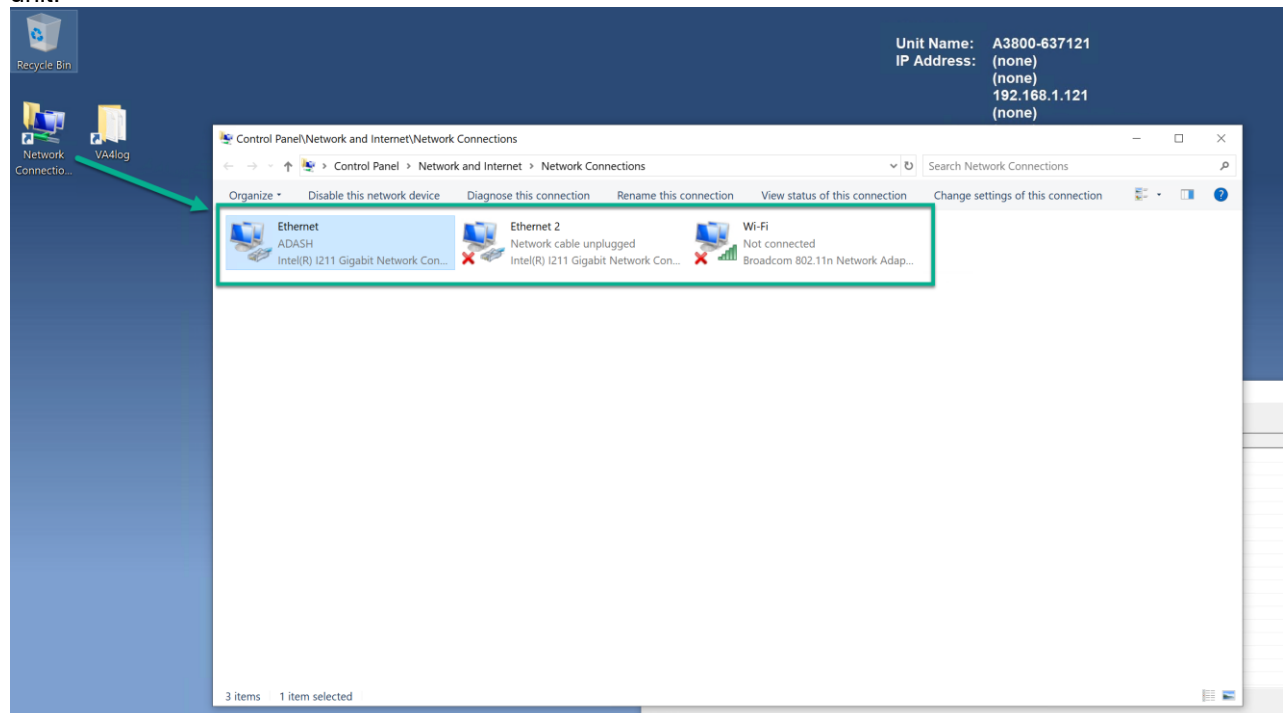 unit.
Recycle Bin
Network
Connectio...
VA4log
Unit Name: A3800-637121
IP Address: (none)
(none)
192.168.1.121
(none)
Control Panel\Network and Internet\Network Connections
Control Panel > Network and Internet > Network Connections
Search Network Connections
Organize
Disable this network device
Diagnose this connection
Rename this connection
View status of this connection
Change settings of this connection
Ethernet
ADASH
Intel(R) I211 Gigabit Network Con...
Ethernet 2
Network cable unplugged
Intel(R) I211 Gigabit Network Con...
Wi-Fi
Not connected
Broadcom 802.11n Network Adap...
3 items
1 item selected